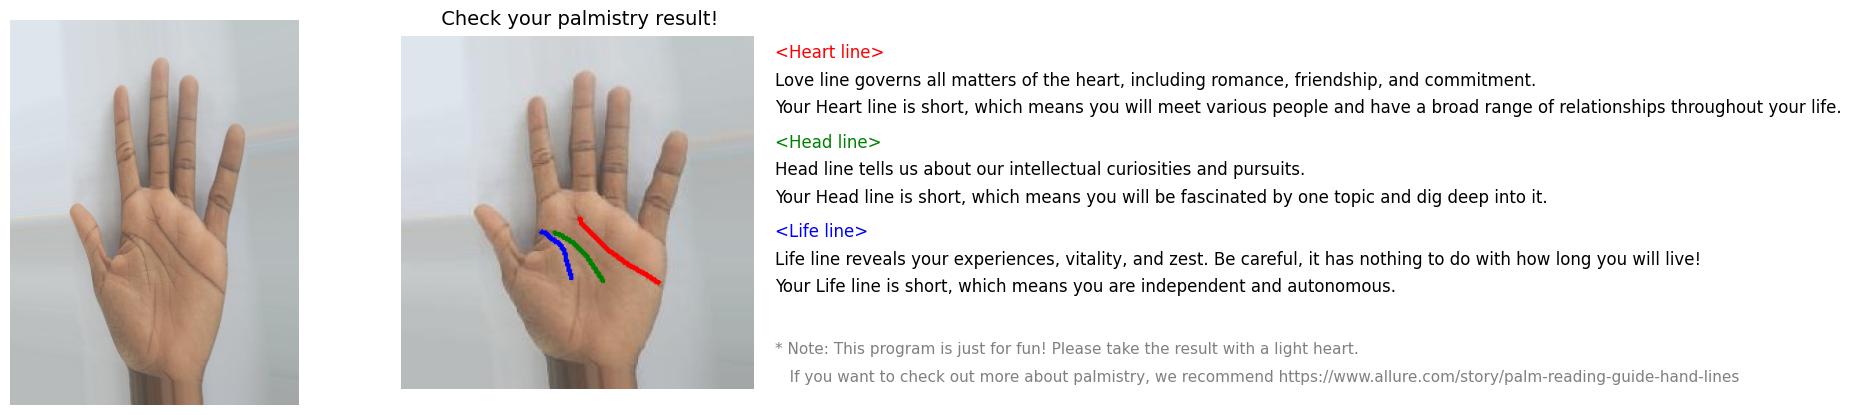 Check your palmistry result!
<Heart line>
Love line governs all matters of the heart, including romance, friendship, and commitment.
Your Heart line is short, which means you will meet various people and have a broad range of relationships throughout your life.
<Head line>
Head line tells us about our intellectual curiosities and pursuits.
Your Head line is short, which means you will be fascinated by one topic and dig deep into it.
<Life line>
Life line reveals your experiences, vitality, and zest. Be careful, it has nothing to do with how long you will live!
Your Life line is short, which means you are independent and autonomous.
* Note: This program is just for fun! Please take the result with a light heart.
If you want to check out more about palmistry, we recommend https://www.allure.com/story/palm-reading-guide-hand-lines